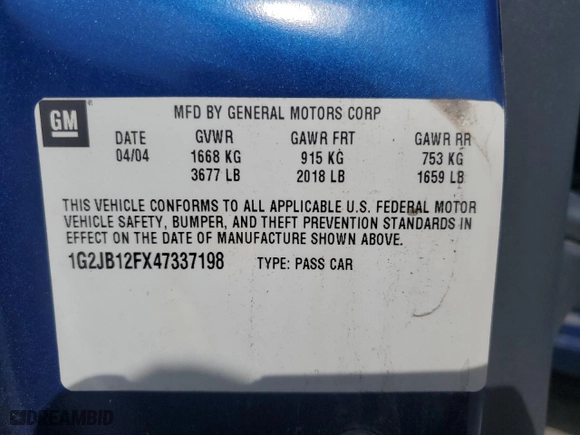 GM
MFD BY GENERAL MOTORS CORP
DATE GVWR GAWR FRT GAWR RR
04/04 1668 KG 915 KG 753 KG
3677 LB 2018 LB 1659 LB
THIS VEHICLE CONFORMS TO ALL APPLICABLE U.S. FEDERAL MOTOR
VEHICLE SAFETY, BUMPER, AND THEFT PREVENTION STANDARDS IN
EFFECT ON THE DATE OF MANUFACTURE SHOWN ABOVE.
1G2JB12FX47337198 TYPE: PASS CAR
DREAMBID